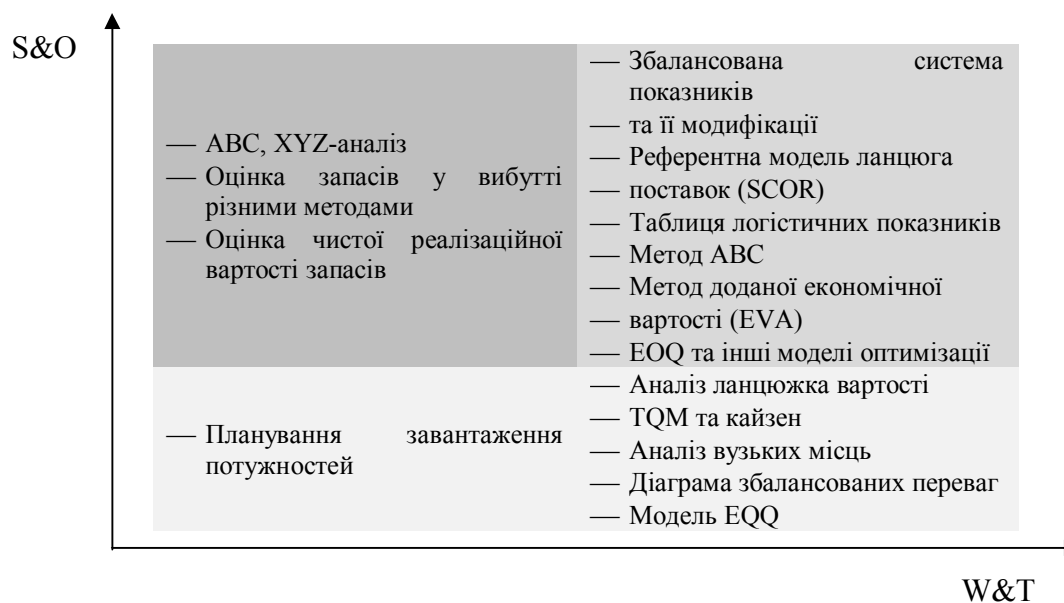 S&O
— ABC, XYZ-аналіз
— Оцінка запасів у вибутті
різними методами
— Оцінка чистої реалізаційної
вартості запасів
— Збалансована система
показників
— та її модифікації
— Референтна модель ланцюга
— поставок (SCOR)
— Таблиця логістичних показників
— Метод ABC
— Метод доданої економічної
— вартості (EVA)
— EOQ та інші моделі оптимізації
— Планування завантаження
потужностей
— Аналіз ланцюжка вартості
— TQM та кайзен
— Аналіз вузьких місць
— Діаграма збалансованих переваг
— Модель EQQ
W&T